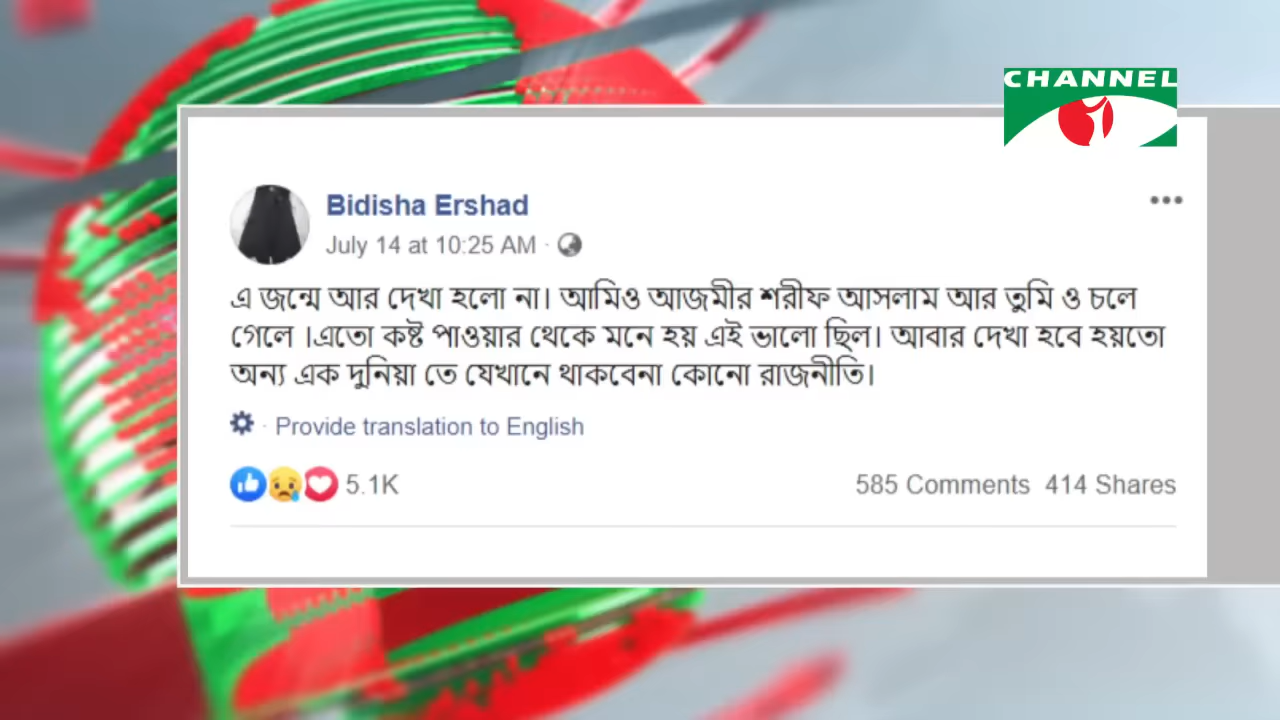 CHANNEL
Bidisha Ershad
July 14 at 10:25 AM ·
এ জন্মে আর দেখা হলো না। আমিও আজমীর শরীফ আসলাম আর তুমি ও চলে
গেলে ।এতো কষ্ট পাওয়ার থেকে মনে হয় এই ভালো ছিল। আবার দেখা হবে হয়তো
অন্য এক দুনিয়া তে যেখানে থাকবেনা কোনো রাজনীতি।
· Provide translation to English
5.1K
585 Comments 414 Shares